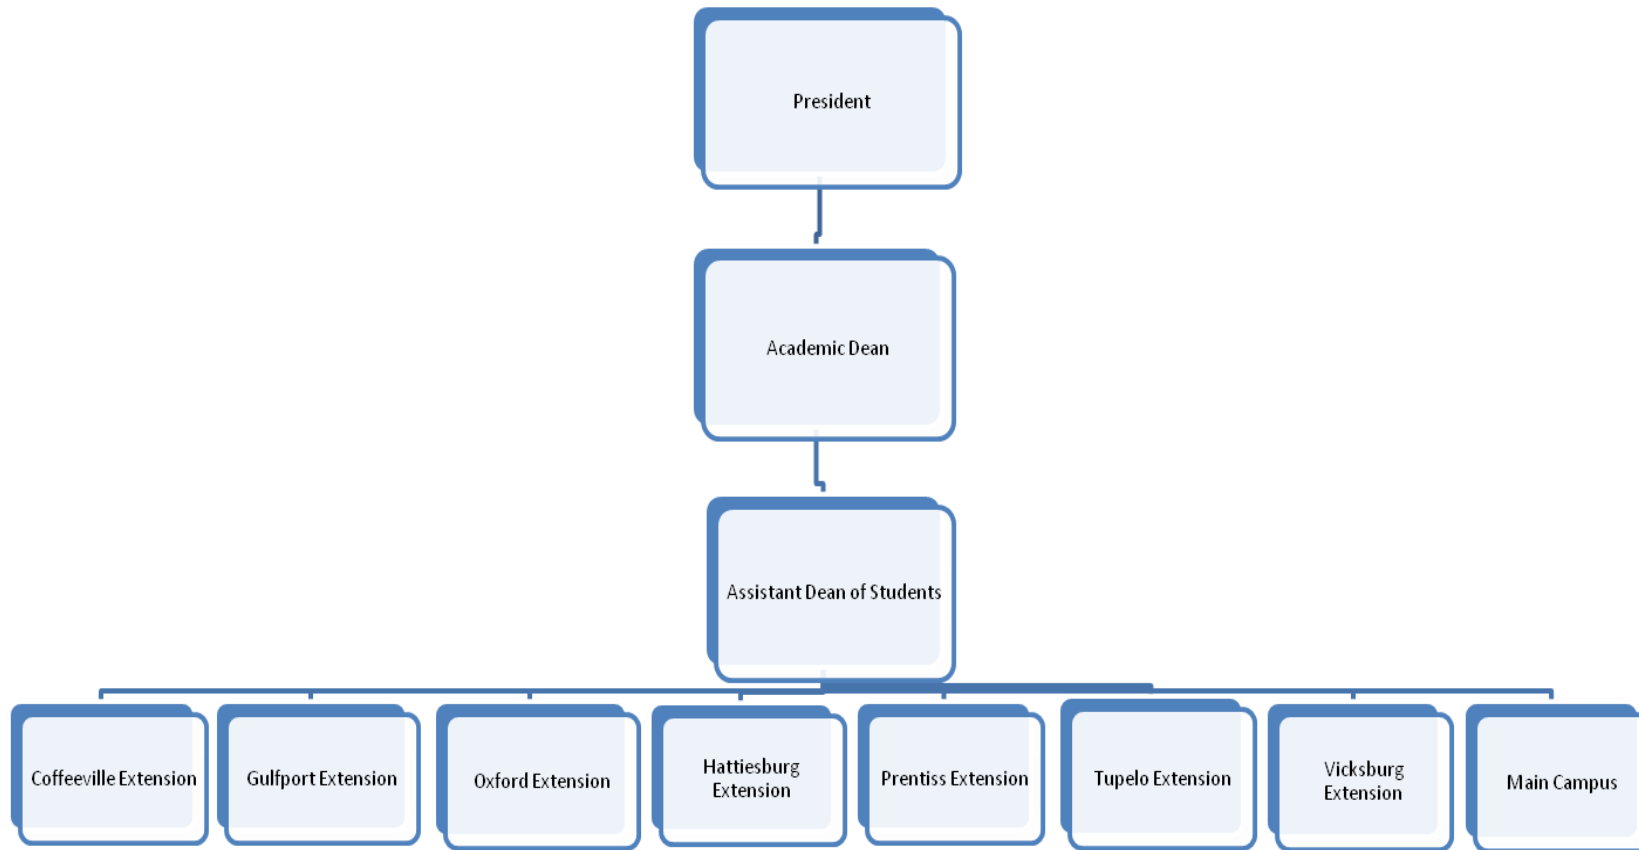 President
Academic Dean
Assistant Dean of Students
Coffeeville Extension
Gulfport Extension
Oxford Extension
Hattiesburg
Extension
Prentiss Extension
Tupelo Extension
Vicksburg
Extension
Main Campus